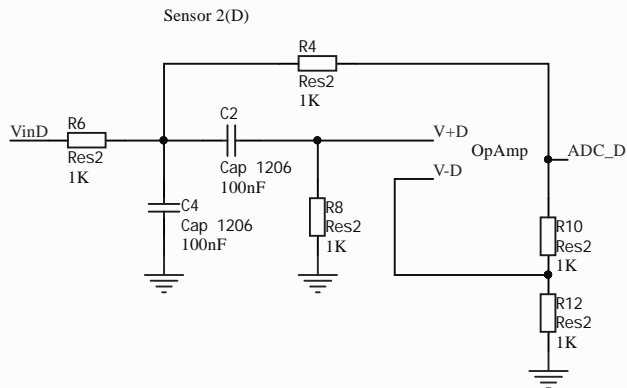 Sensor 2(D)
R4
Res2
1K
VinD
R6
Res2
1K
C2
Cap 1206
100nF
V+D
OpAmp
ADC_D
V-D
C4
Cap 1206
100nF
R8
Res2
1K
R10
Res2
1K
R12
Res2
1K